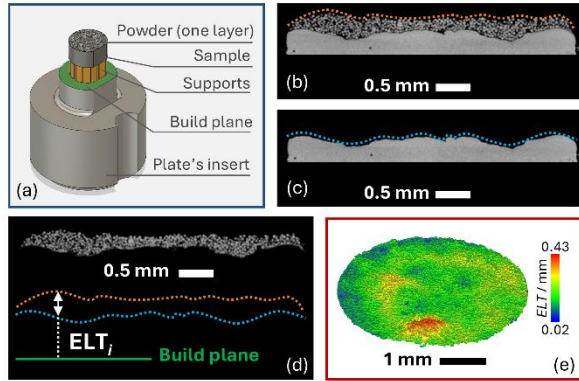 Powder (one layer)
Sample
Supports
Build plane
Plate's insert
(a)
(b)
0.5 mm
0.5 mm
(c)
0.5 mm
ELTi
Build plane
(d)
0.43
ELT / mm
0.02
1 mm
(e)